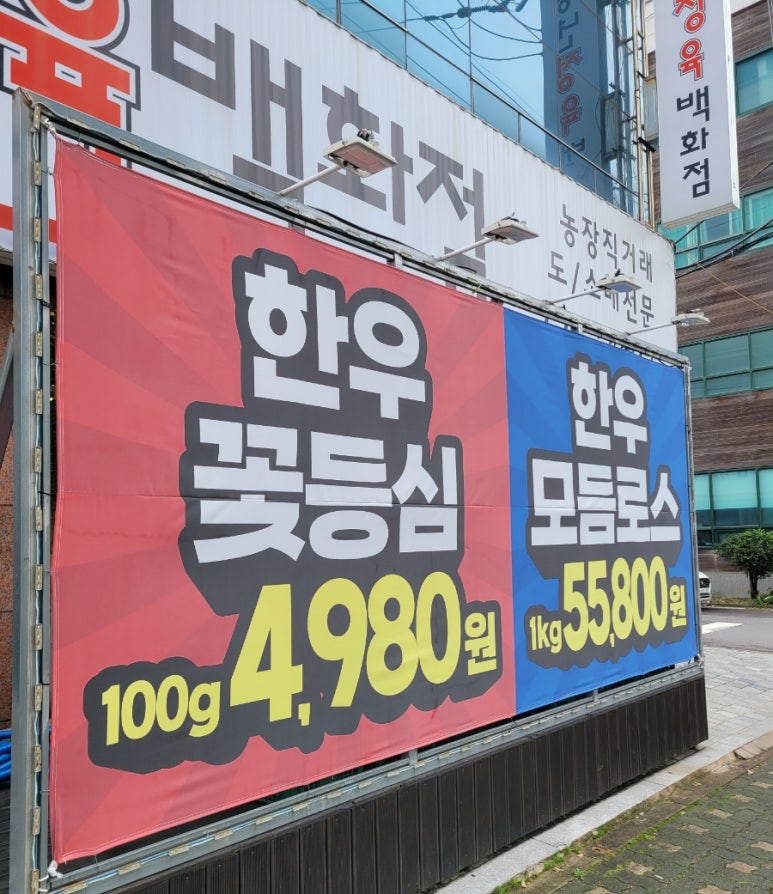 백화점
정육
백화점
농장직거래
도/소매전문
한우
꽃등심
100g 4,980원
한우
모듬로스
1kg 55,800원